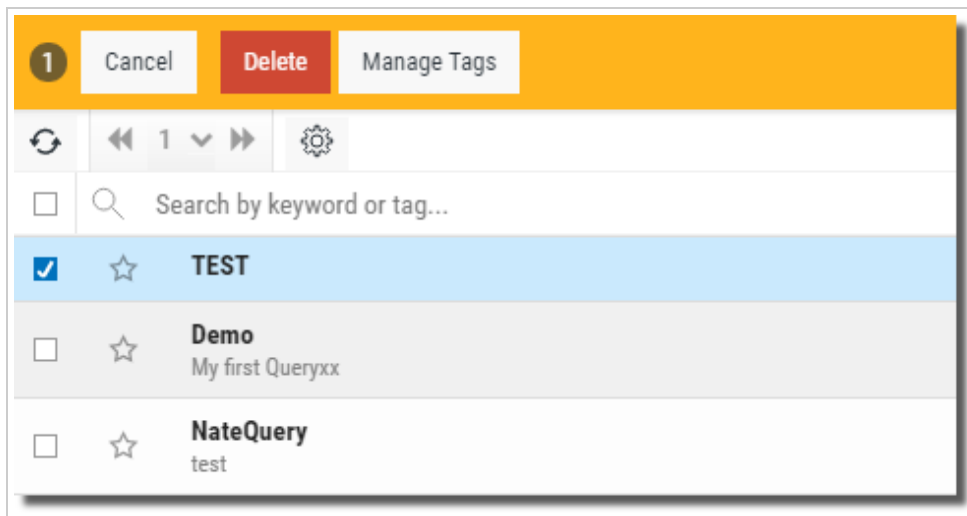 1 Cancel Delete Manage Tags
1
Search by keyword or tag...
TEST
Demo
My first Queryxx
NateQuery
test